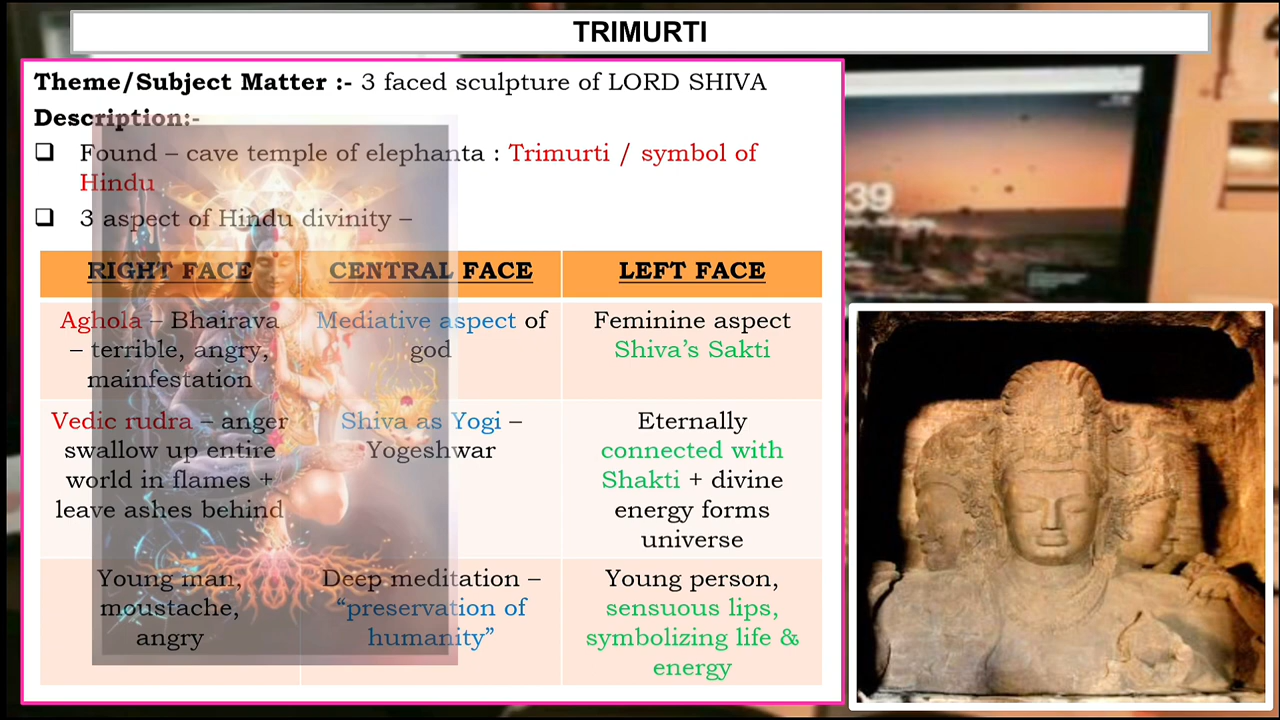 TRIMURTI
Theme/Subject Matter :- 3 faced sculpture of LORD SHIVA
Description:-
❑ Found – cave temple of elephanta : Trimurti / symbol of
Hindu
❑ 3 aspect of Hindu divinity –
RIGHT FACE
Aghola – Bhairava
– terrible, angry,
mainfestation
Vedic rudra – anger
swallow up entire
world in flames +
leave ashes behind
Young man,
moustache,
angry
CENTRAL FACE
Mediative aspect of
god
Shiva as Yogi –
Yogeshwar
Deep meditation –
“preservation of
humanity”
LEFT FACE
Feminine aspect
Shiva’s Sakti
Eternally
connected with
Shakti + divine
energy forms
universe
Young person,
sensuous lips,
symbolizing life &
energy
39